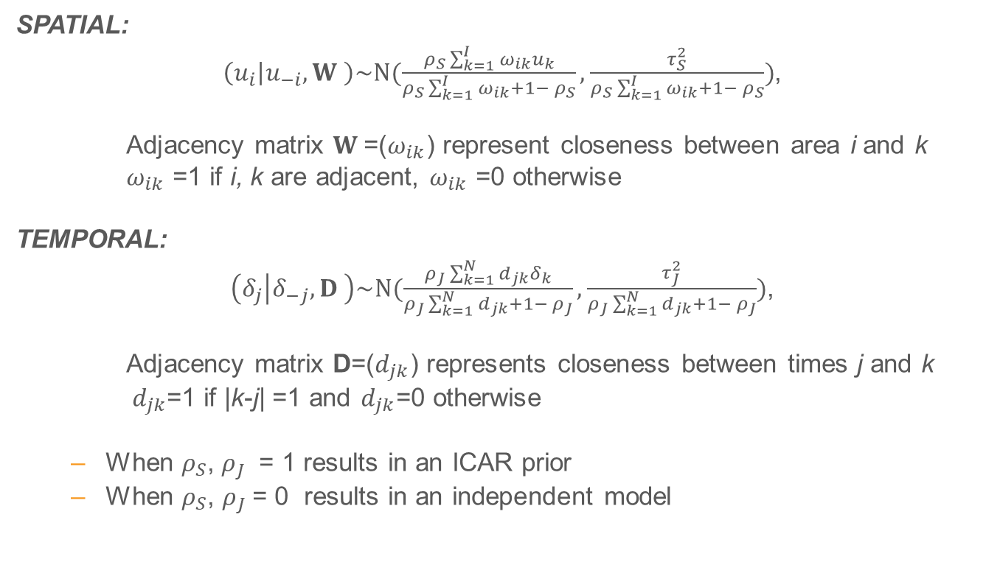 SPATIAL:
$(u_i|u_{-i}, \mathbf{W}\ ) \sim \mathrm{N}(\frac{\rho_S \sum_{k=1}^{I} \omega_{ik} u_k}{\rho_S \sum_{k=1}^{I} \omega_{ik}+1-\rho_S}, \frac{\tau_S^2}{\rho_S \sum_{k=1}^{I} \omega_{ik}+1-\rho_S}),$
Adjacency matrix $\mathbf{W}$ =($\omega_{ik}$) represent closeness between area i and k
$\omega_{ik}$ =1 if i, k are adjacent, $\omega_{ik}$ =0 otherwise
TEMPORAL:
$(\delta_j|\delta_{-j}, \mathbf{D}\ ) \sim \mathrm{N}(\frac{\rho_J \sum_{k=1}^{N} d_{jk} \delta_k}{\rho_J \sum_{k=1}^{N} d_{jk}+1-\rho_J}, \frac{\tau_J^2}{\rho_J \sum_{k=1}^{N} d_{jk}+1-\rho_J}),$
Adjacency matrix D=($d_{jk}$) represents closeness between times j and k
$d_{jk}$=1 if |k-j| =1 and $d_{jk}$=0 otherwise
– When $\rho_S$, $\rho_J$ = 1 results in an ICAR prior
– When $\rho_S$, $\rho_J$ = 0 results in an independent model